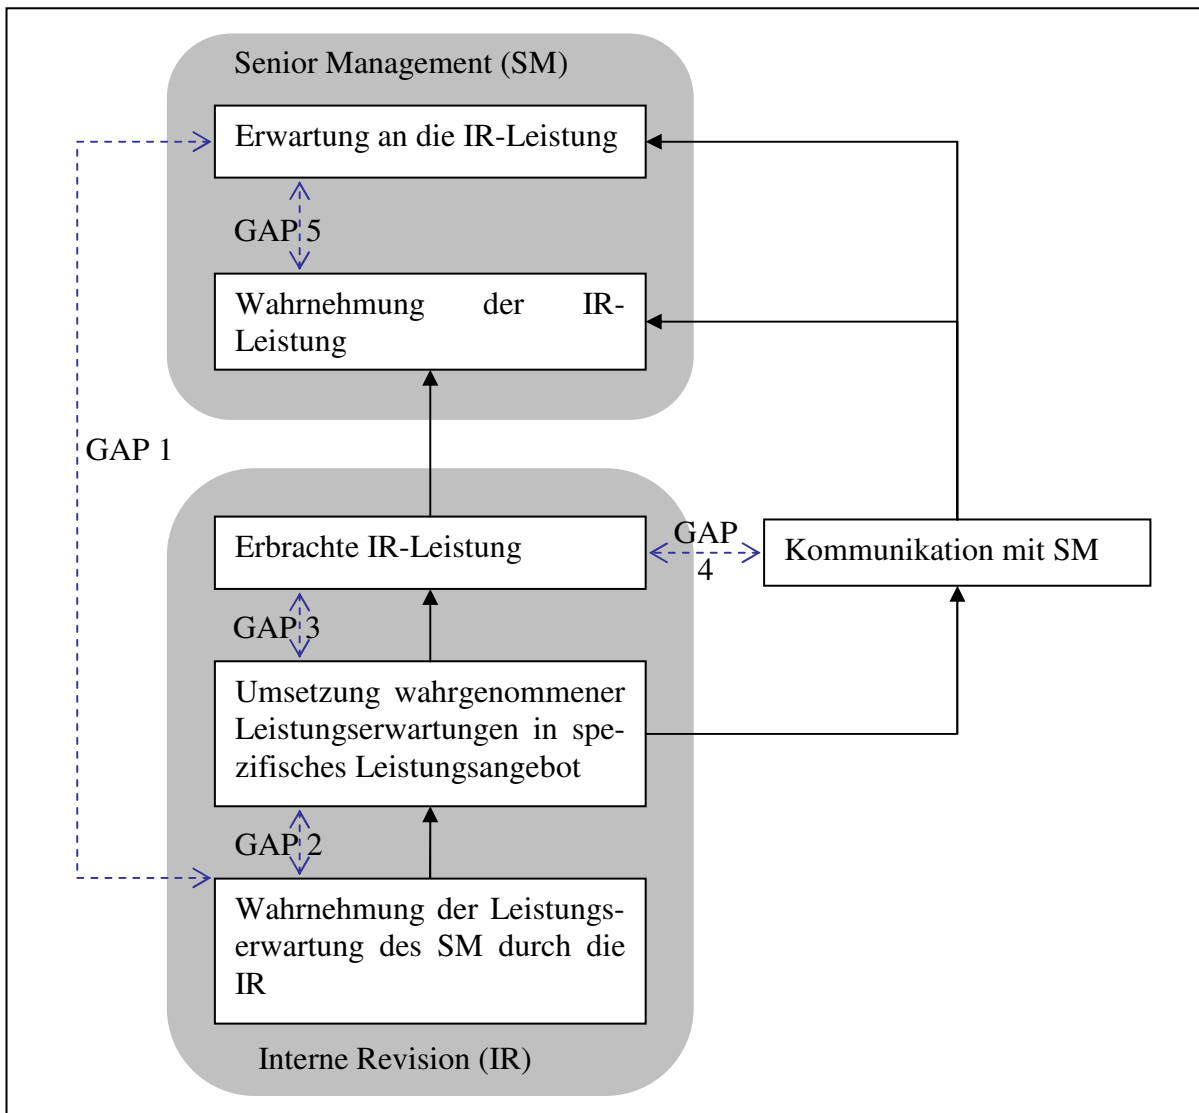 Senior Management (SM)
Erwartung an die IR-Leistung
GAP 5
Wahrnehmung der IR-
Leistung
GAP 1
Erbrachte IR-Leistung
GAP
4
Kommunikation mit SM
GAP 3
Umsetzung wahrgenommener
Leistungserwartungen in spe-
zifisches Leistungsangebot
GAP 2
Wahrnehmung der Leistungs-
erwartung des SM durch die
IR
Interne Revision (IR)